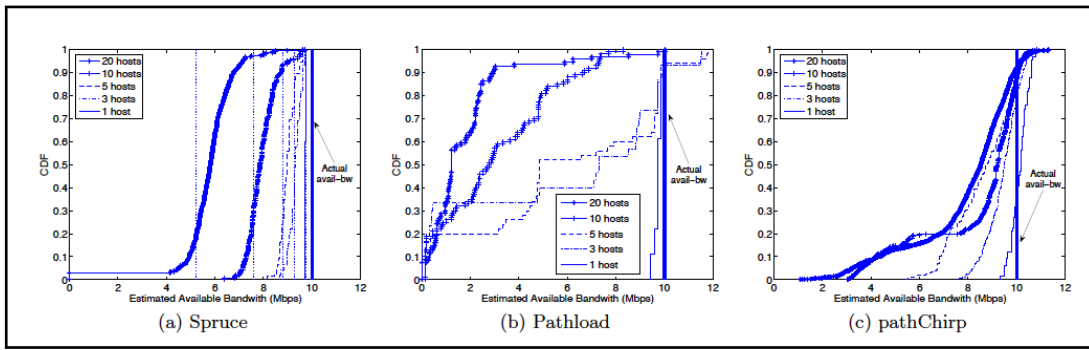 1
0.9
0.8
0.7
0.6
0.5
0.4
0.3
0.2
0.1
0
CDF
20 hosts
10 hosts
5 hosts
3 hosts
1 host
Actual
avail-bw
0 2 4 6 8 10 12
Estimated Available Bandwith (Mbps)
(a) Spruce
1
0.9
0.8
0.7
0.6
0.5
0.4
0.3
0.2
0.1
0
CDF
Actual
avail-bw
20 hosts
10 hosts
5 hosts
3 hosts
1 host
0 2 4 6 8 10 12
Estimated Available Bandwith (Mbps)
(b) Pathload
1
0.9
0.8
0.7
0.6
0.5
0.4
0.3
0.2
0.1
0
CDF
20 hosts
10 hosts
5 hosts
3 hosts
1 host
Actual
avail-bw
0 2 4 6 8 10 12
Estimated Available Bandwith (Mbps)
(c) pathChirp